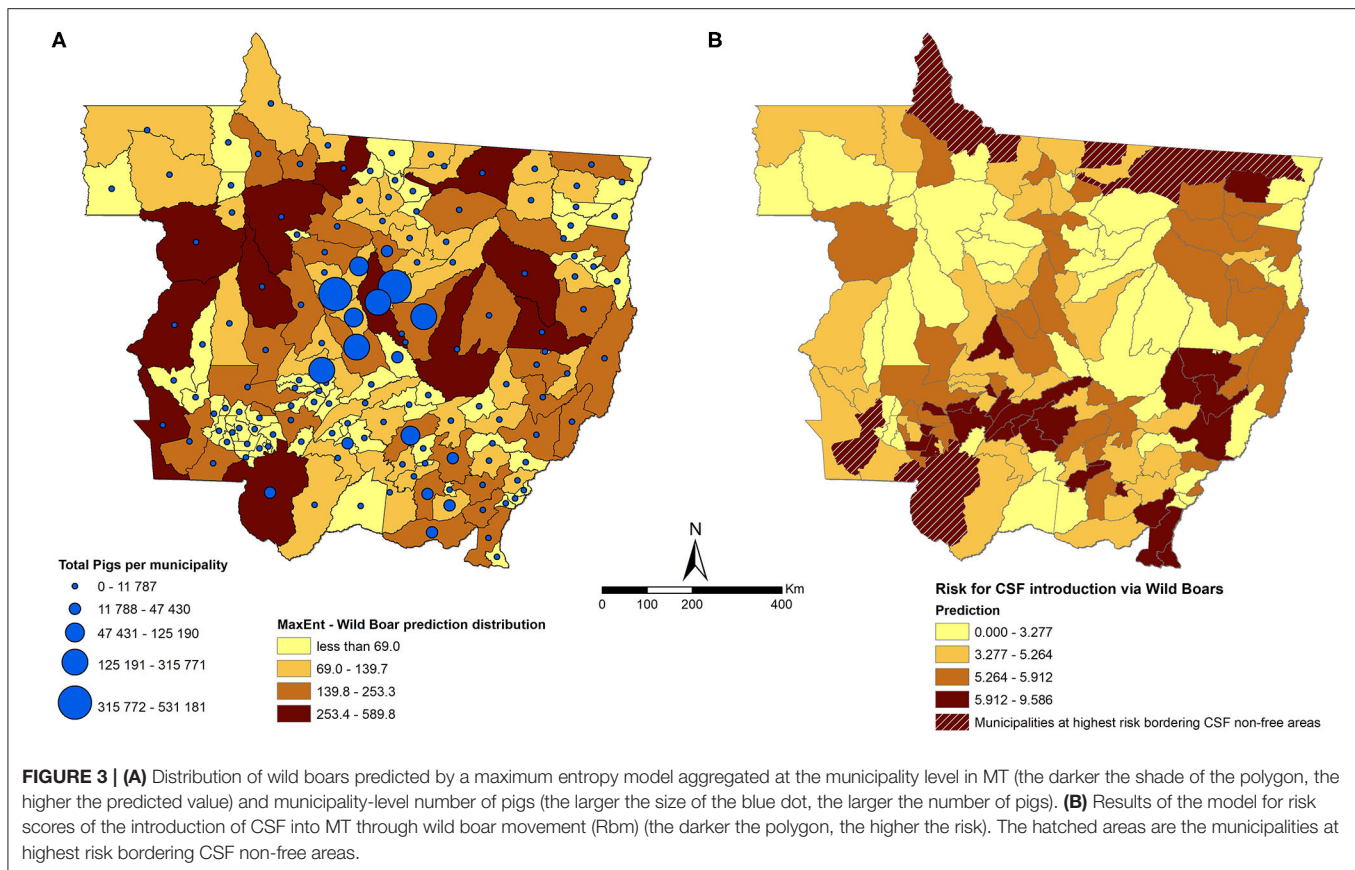 A
B
Total Pigs per municipality
0 - 11 787
11 788 - 47 430
47 431 - 125 190
125 191 - 315 771
315 772 - 531 181
MaxEnt - Wild Boar prediction distribution
less than 69.0
69.0 - 139.7
139.8 - 253.3
253.4 - 589.8
N
Km
0 100 200 400
Risk for CSF introduction via Wild Boars
Prediction
0.000 - 3.277
3.277 - 5.264
5.264 - 5.912
5.912 - 9.586
Municipalities at highest risk bordering CSF non-free areas
FIGURE 3 | (A) Distribution of wild boars predicted by a maximum entropy model aggregated at the municipality level in MT (the darker the shade of the polygon, the
higher the predicted value) and municipality-level number of pigs (the larger the size of the blue dot, the larger the number of pigs). (B) Results of the model for risk
scores of the introduction of CSF into MT through wild boar movement (Rbm) (the darker the polygon, the higher the risk). The hatched areas are the municipalities at
highest risk bordering CSF non-free areas.